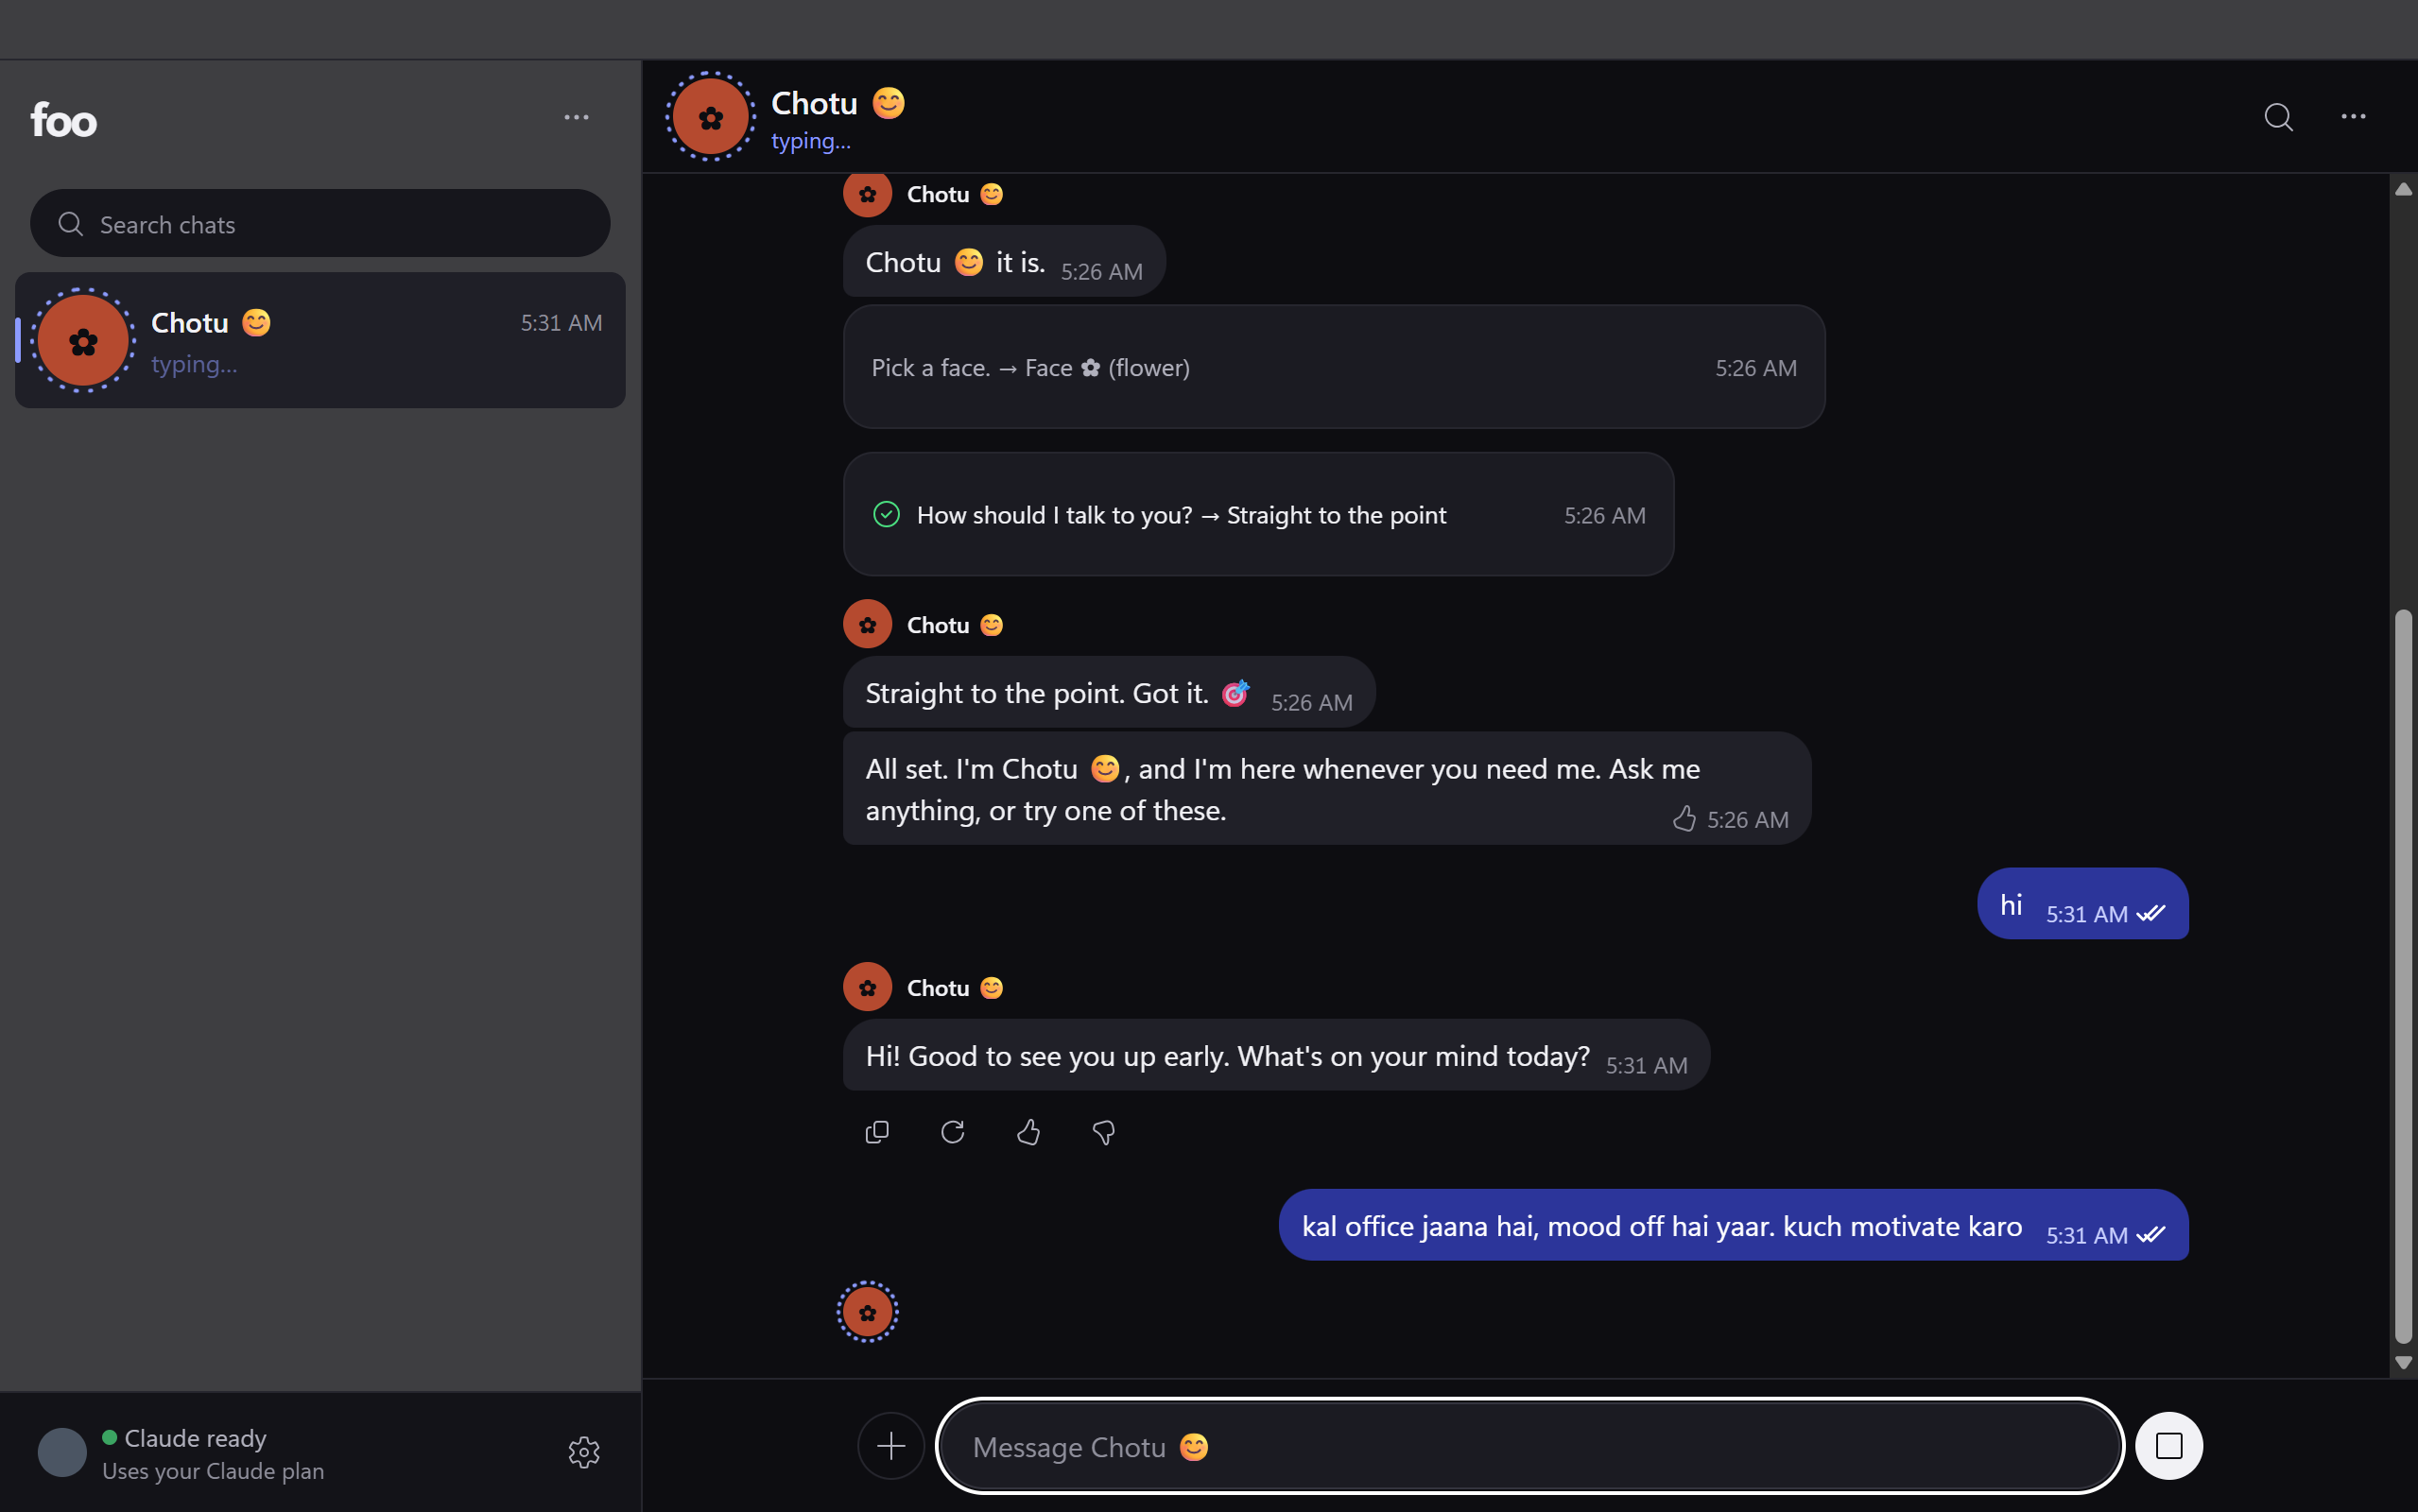 foo
Search chats
Chotu 😊
5:31 AM
typing...
Chotu 😊
typing...
Chotu 😊
Chotu 😊 it is. 5:26 AM
Pick a face. → Face ✿ (flower) 5:26 AM
How should I talk to you? → Straight to the point 5:26 AM
Chotu 😊
Straight to the point. Got it. 🎯 5:26 AM
All set. I'm Chotu 😊, and I'm here whenever you need me. Ask me
anything, or try one of these. 5:26 AM
hi 5:31 AM
Chotu 😊
Hi! Good to see you up early. What's on your mind today? 5:31 AM
kal office jaana hai, mood off hai yaar. kuch motivate karo 5:31 AM
Message Chotu 😊
Claude ready
Uses your Claude plan